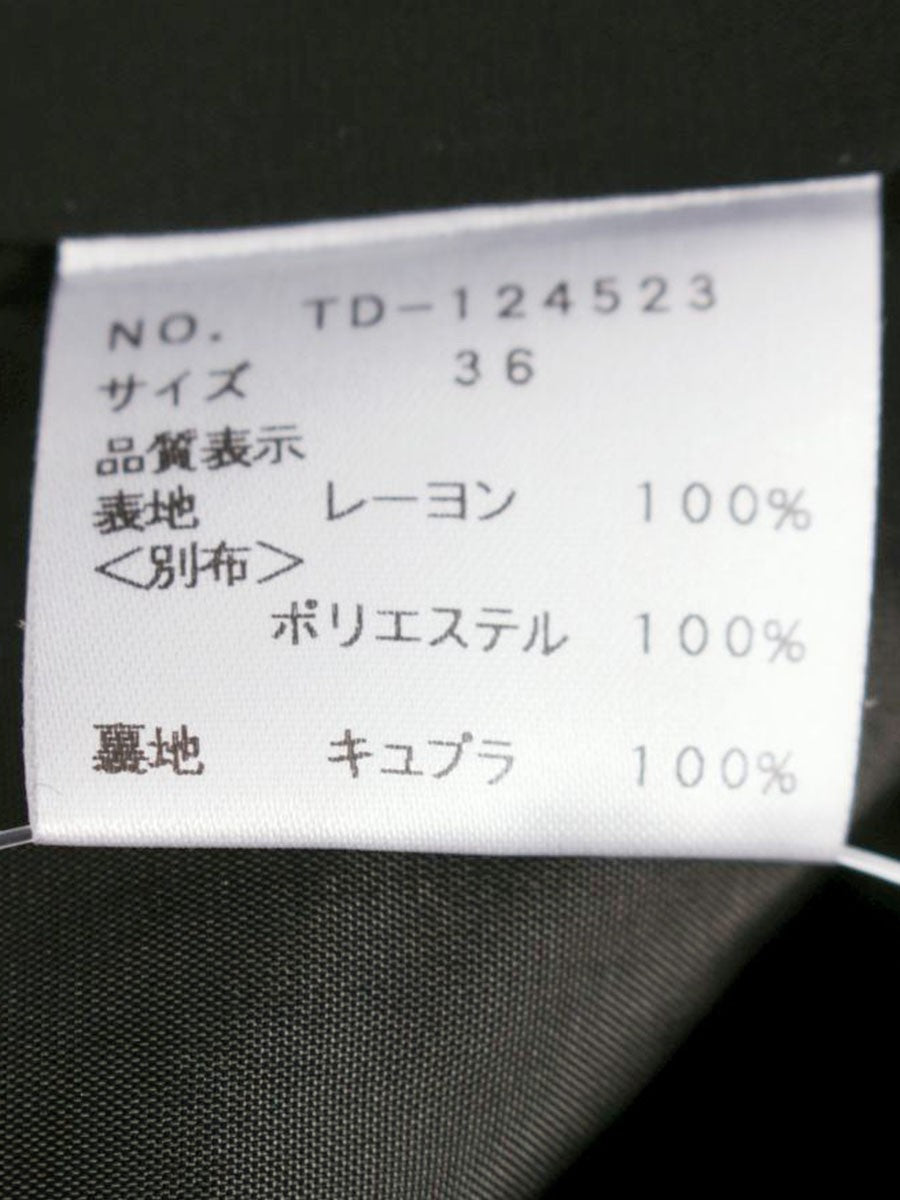 NO. TD-124523
サイズ 36
品質表示
表地 レーヨン 100%
<別布>
ポリエステル 100%
裏地 キュプラ 100%